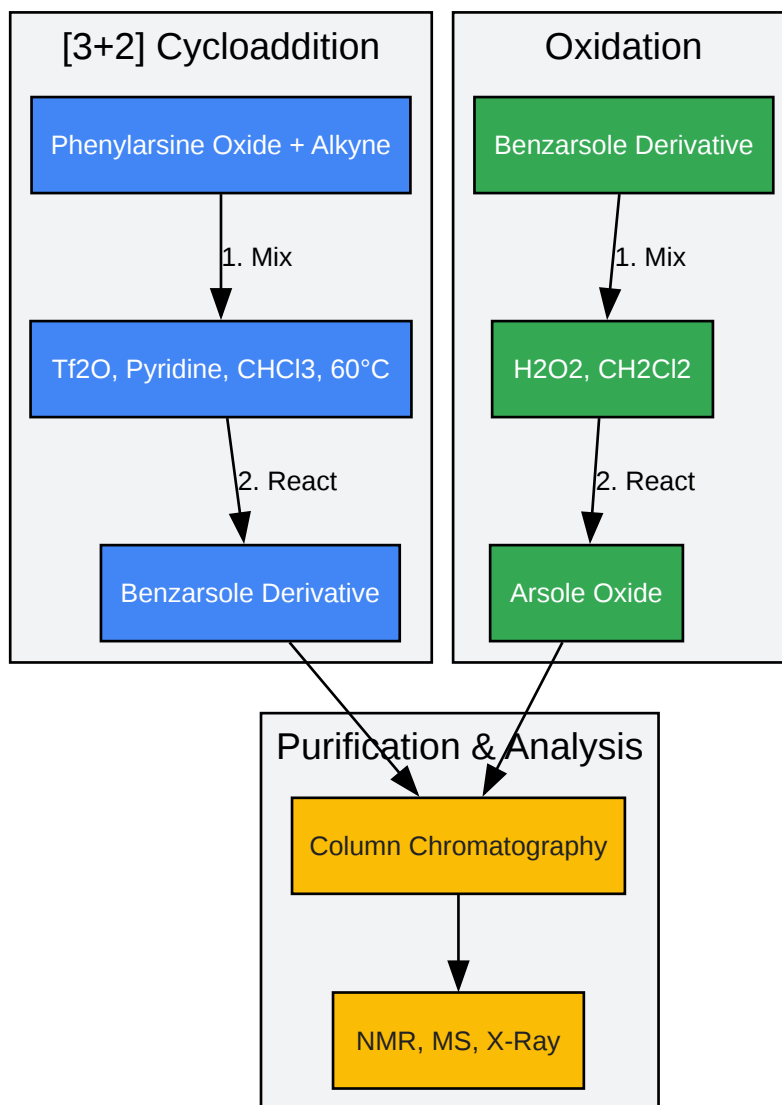 [3+2] Cycloaddition
Phenylarsine Oxide + Alkyne
1. Mix
Tf2O, Pyridine, CHCl3, 60°C
2. React
Benzarsole Derivative
Oxidation
Benzarsole Derivative
1. Mix
H2O2, CH2Cl2
2. React
Arsole Oxide
Purification & Analysis
Column Chromatography
NMR, MS, X-Ray